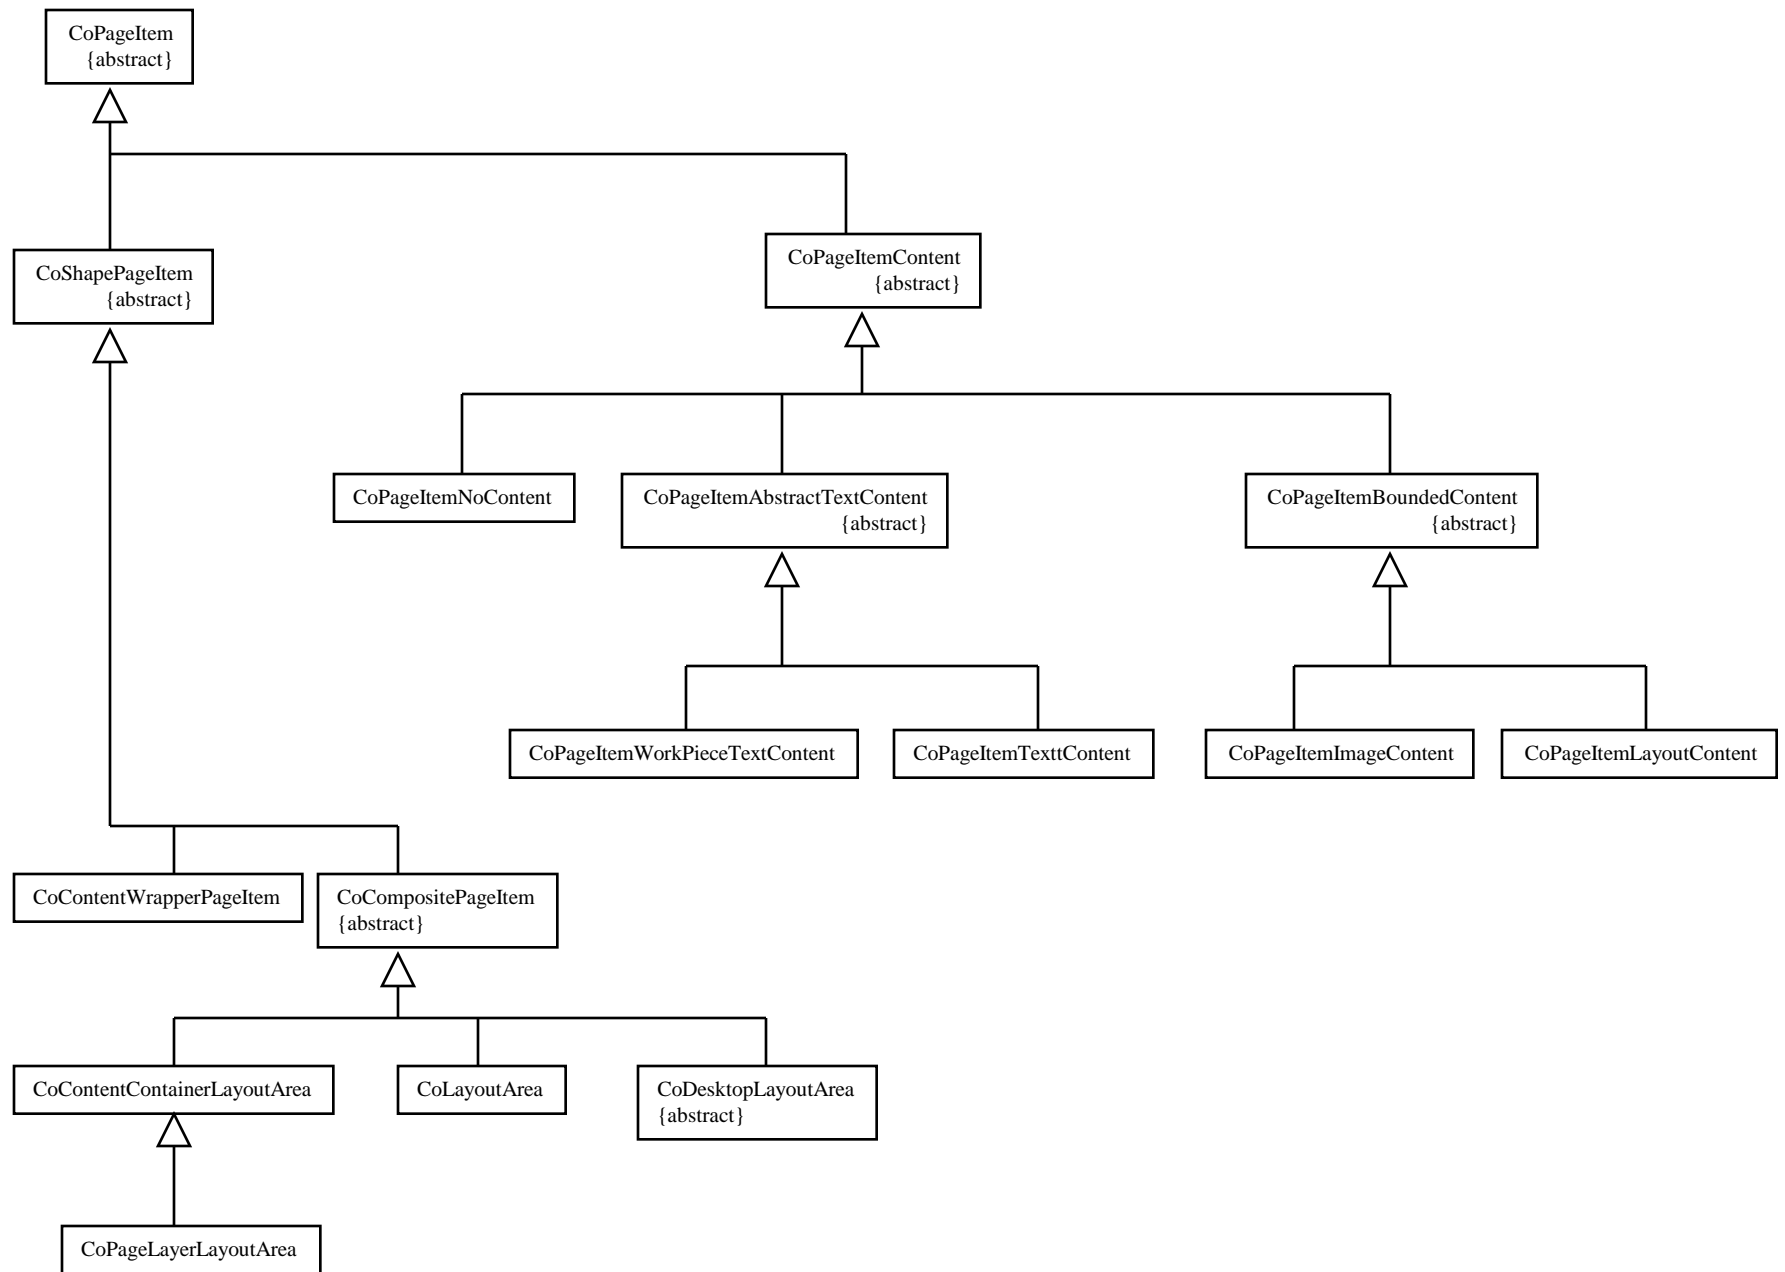 CoPageItem
{abstract}
CoShapePageItem
{abstract}
CoPageItemContent
{abstract}
CoPageItemNoContent
CoPageItemAbstractTextContent
{abstract}
CoPageItemBoundedContent
{abstract}
CoPageItemWorkPieceTextContent
CoPageItemTexttContent
CoPageItemImageContent
CoPageItemLayoutContent
CoContentWrapperPageItem
CoCompositePageItem
{abstract}
CoContentContainerLayoutArea
CoLayoutArea
CoDesktopLayoutArea
{abstract}
CoPageLayerLayoutArea